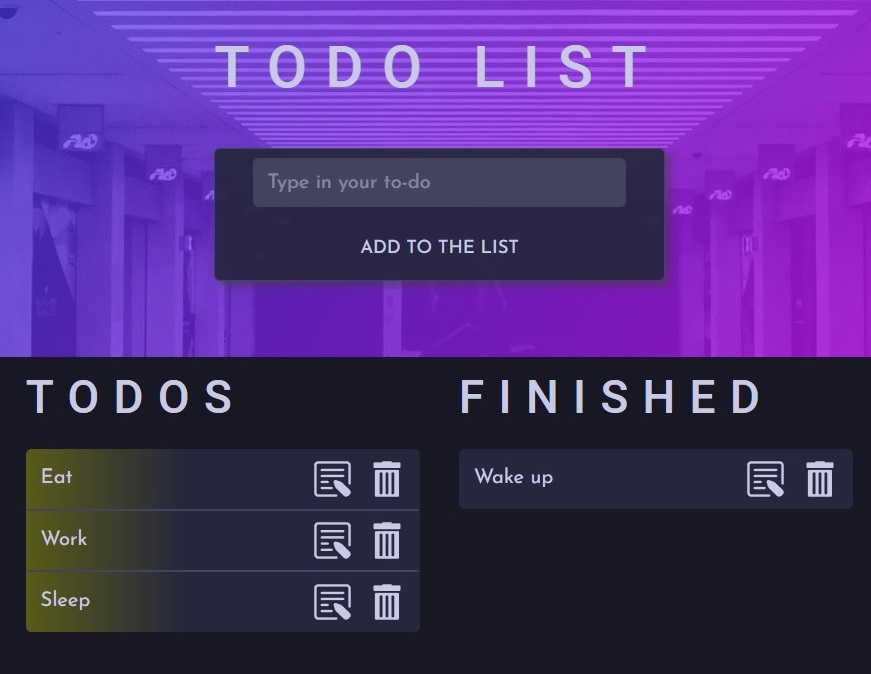 TODO LIST
Type in your to-do
ADD TO THE LIST
TODOS
Eat
Work
Sleep
FINISHED
Wake up